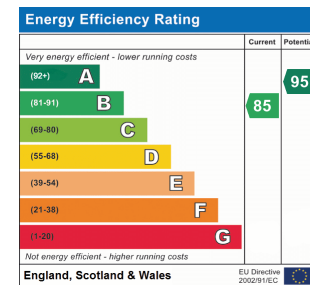 Energy Efficiency Rating
Current Potentia
Very energy efficient - lower running costs
(92+) A 95
(81-91) B 85
(69-80) C
(55-68) D
(39-54) E
(21-38) F
(1-20) G
Not energy efficient - higher running costs
England, Scotland & Wales
EU Directive
2002/91/EC